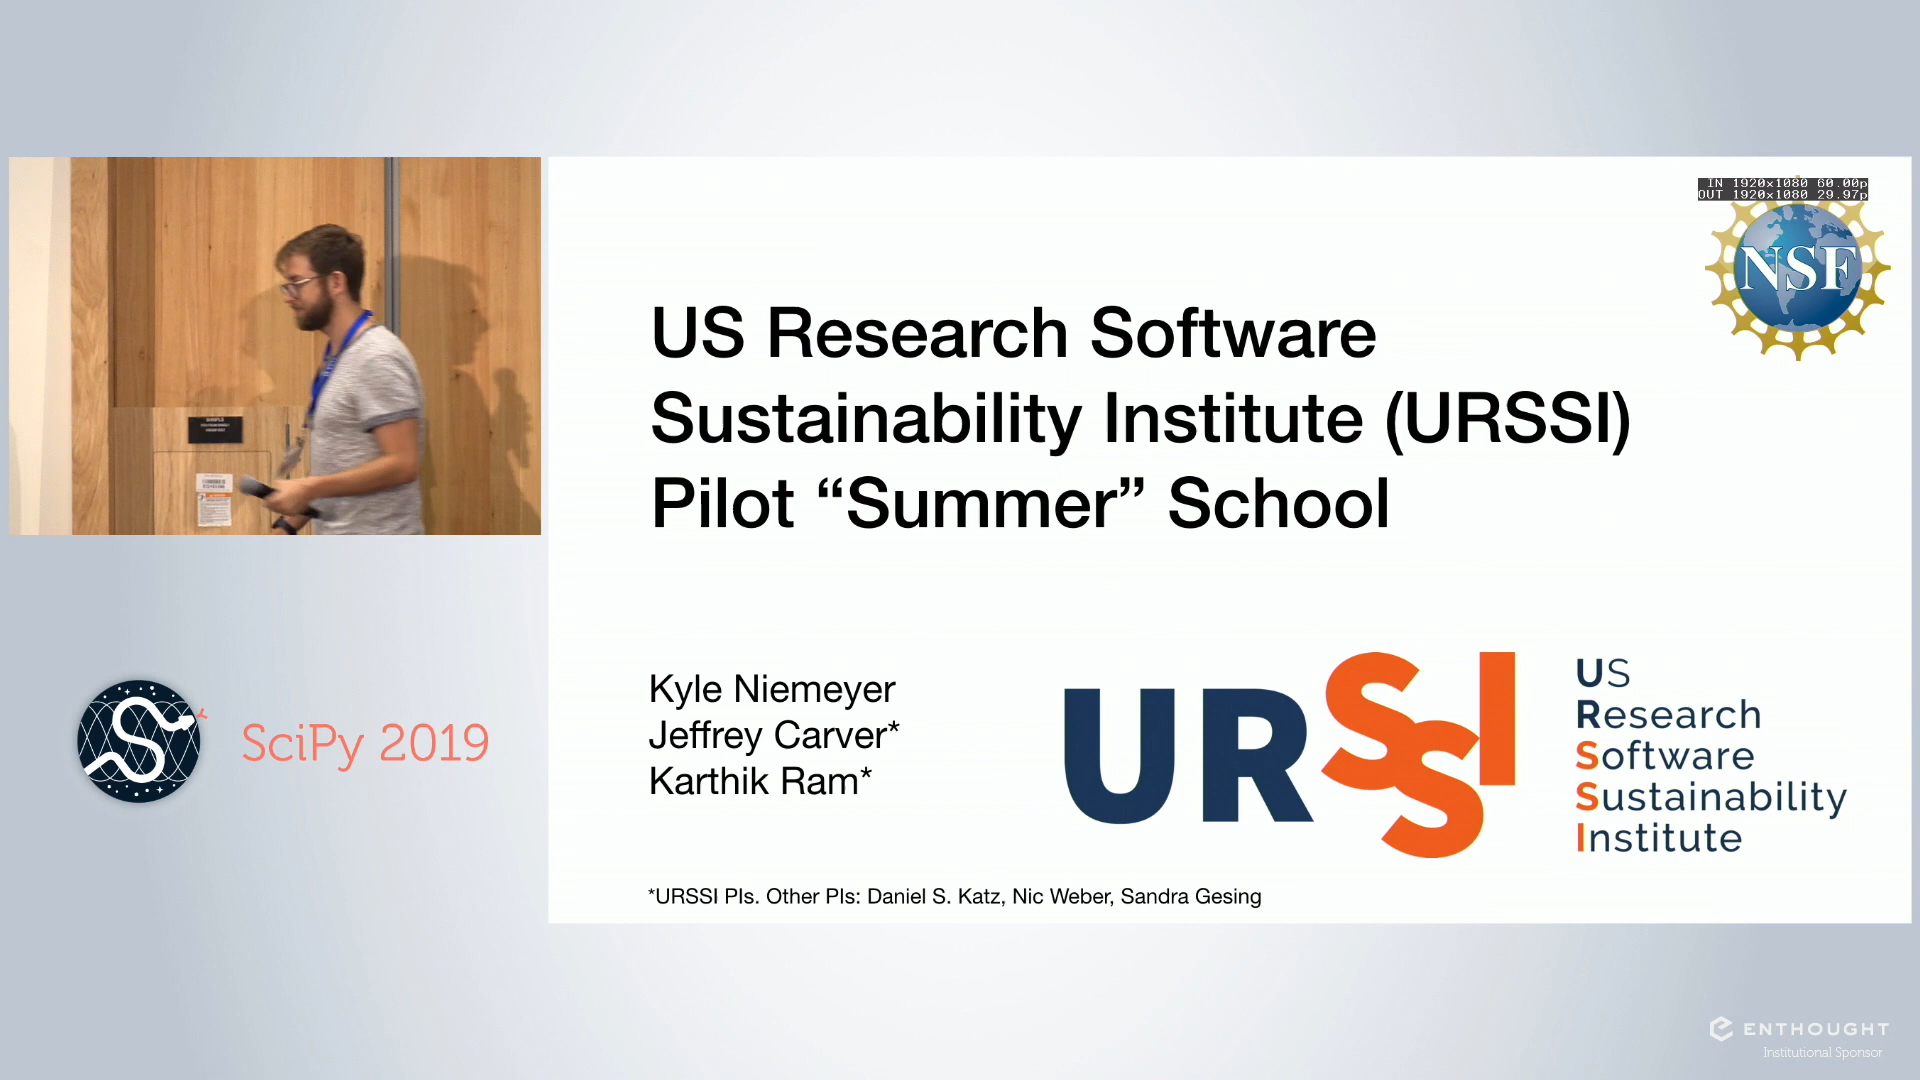 IN 1920x1080 60.00p
OUT 1920x1080 29.97p
NSF
US Research Software
Sustainability Institute (URSSI)
Pilot “Summer” School
Kyle Niemeyer
Jeffrey Carver*
Karthik Ram*
URSSI
US
Research
Software
Sustainability
Institute
*URSSI PIs. Other PIs: Daniel S. Katz, Nic Weber, Sandra Gesing
SciPy 2019
ENTHOUGHT
Institutional Sponsor